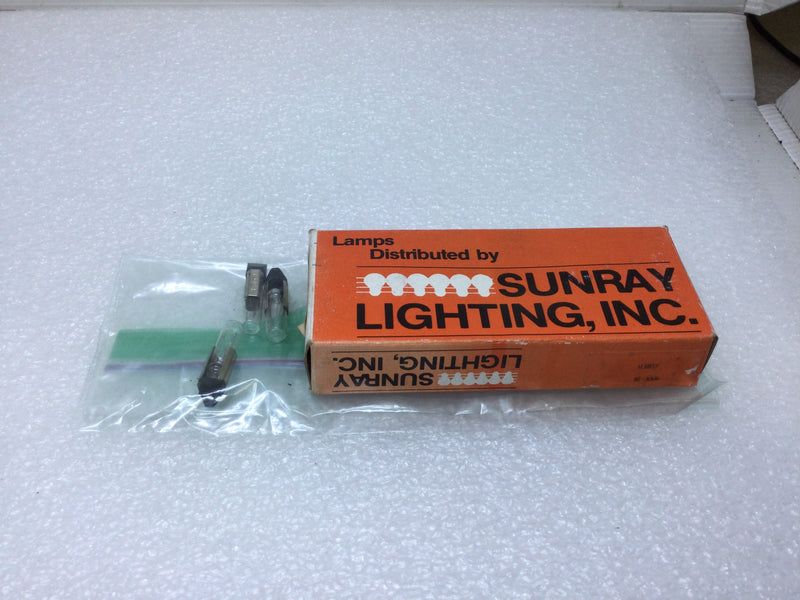 Lamps
Distributed by
SUNRAY
LIGHTING, INC.
SUNRAY
LIGHTING, INC.